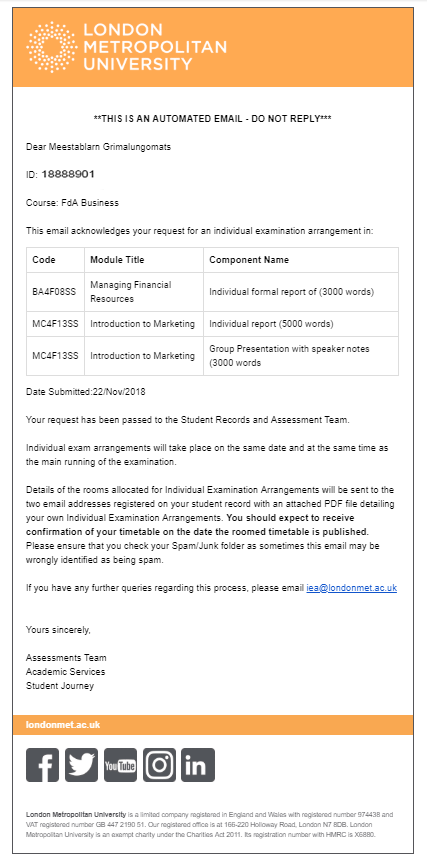 LONDON
METROPOLITAN
UNIVERSITY
**THIS IS AN AUTOMATED EMAIL - DO NOT REPLY***
Dear Meestablarn Grimalungomats
ID: 18888901
Course: FdA Business
This email acknowledges your request for an individual examination arrangement in:
Code Module Title Component Name
BA4F08SS Managing Financial Resources Individual formal report of (3000 words)
MC4F13SS Introduction to Marketing Individual report (5000 words)
MC4F13SS Introduction to Marketing Group Presentation with speaker notes (3000 words
Date Submitted:22/Nov/2018
Your request has been passed to the Student Records and Assessment Team.
Individual exam arrangements will take place on the same date and at the same time as
the main running of the examination.
Details of the rooms allocated for Individual Examination Arrangements will be sent to the
two email addresses registered on your student record with an attached PDF file detailing
your own Individual Examination Arrangements. You should expect to receive
confirmation of your timetable on the date the roomed timetable is published.
Please ensure that you check your Spam/Junk folder as sometimes this email may be
wrongly identified as being spam.
If you have any further queries regarding this process, please email iea@londonmet.ac.uk
Yours sincerely,
Assessments Team
Academic Services
Student Journey
londonmet.ac.uk
f YouTube in
London Metropolitan University is a limited company registered in England and Wales with registered number 974438 and
VAT registered number GB 447 2190 51. Our registered office is at 166-220 Holloway Road, London N7 8DB. London
Metropolitan University is an exempt charity under the Charities Act 2011. Its registration number with HMRC is X6880.